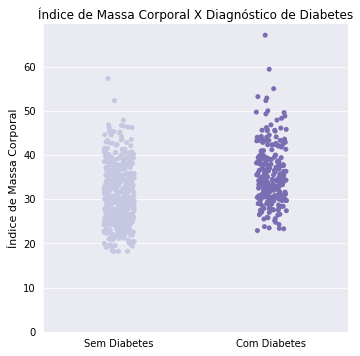 Índice de Massa Corporal X Diagnóstico de Diabetes
Índice de Massa Corporal
60
50
40
30
20
10
0
Sem Diabetes
Com Diabetes